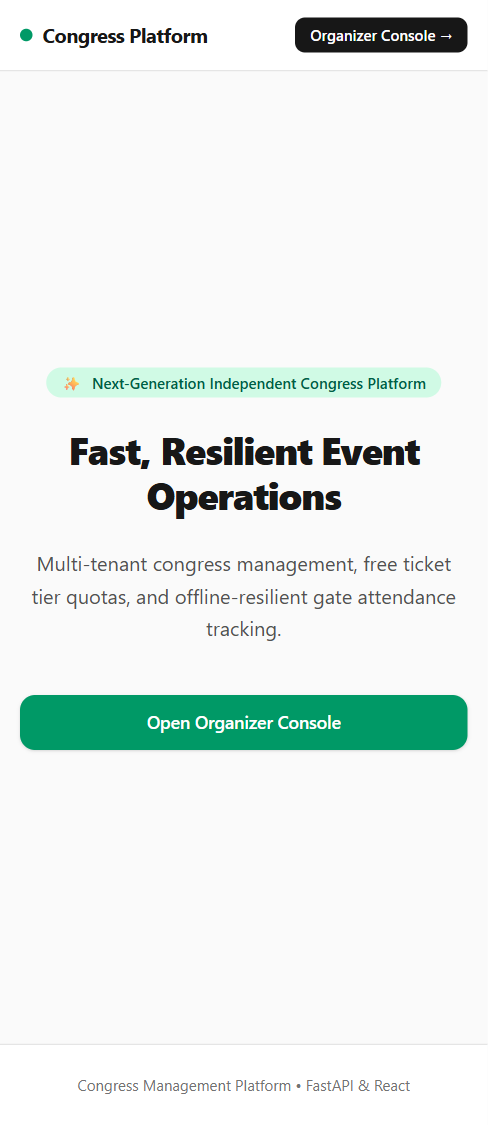 Congress Platform
Organizer Console →
✨ Next-Generation Independent Congress Platform
Fast, Resilient Event
Operations
Multi-tenant congress management, free ticket
tier quotas, and offline-resilient gate attendance
tracking.
Open Organizer Console
Congress Management Platform • FastAPI & React